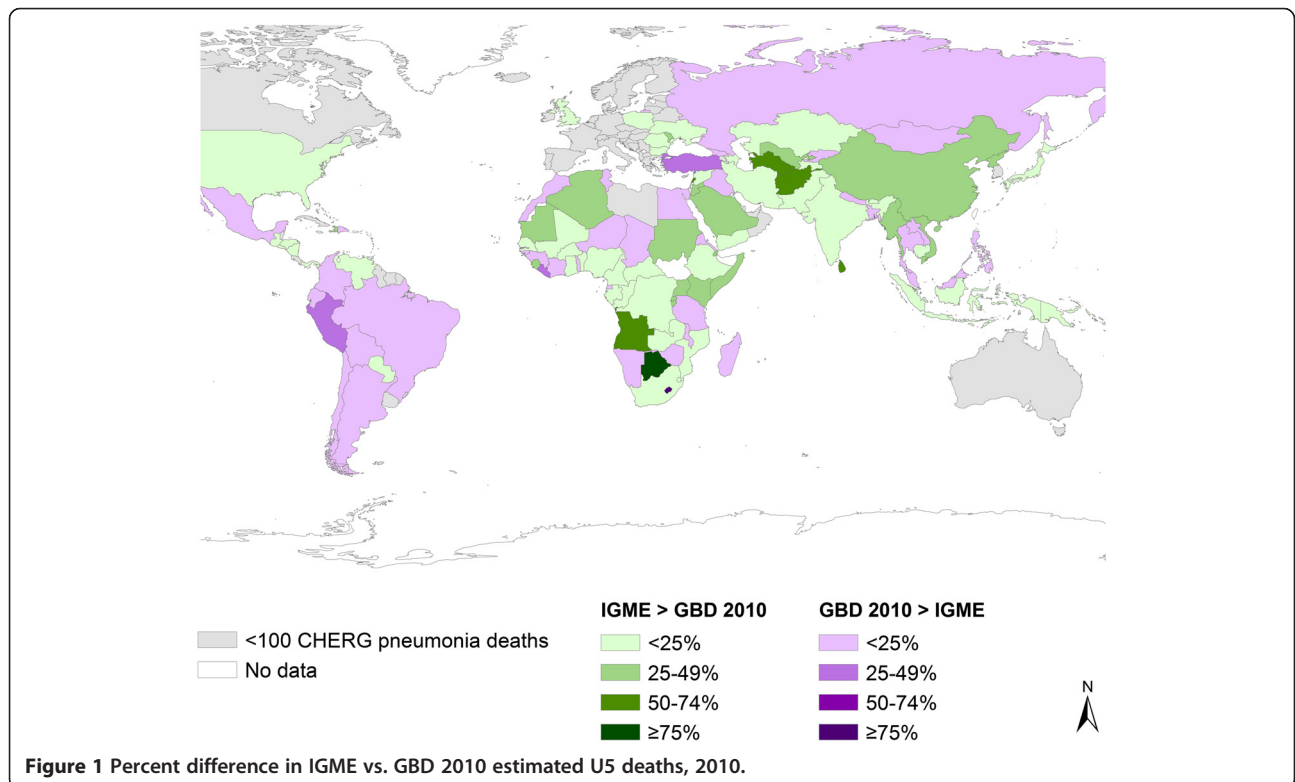 IGME > GBD 2010
GBD 2010 > IGME
<100 CHERG pneumonia deaths
No data
<25%
25-49%
50-74%
≥75%
<25%
25-49%
50-74%
≥75%
N
Figure 1 Percent difference in IGME vs. GBD 2010 estimated U5 deaths, 2010.